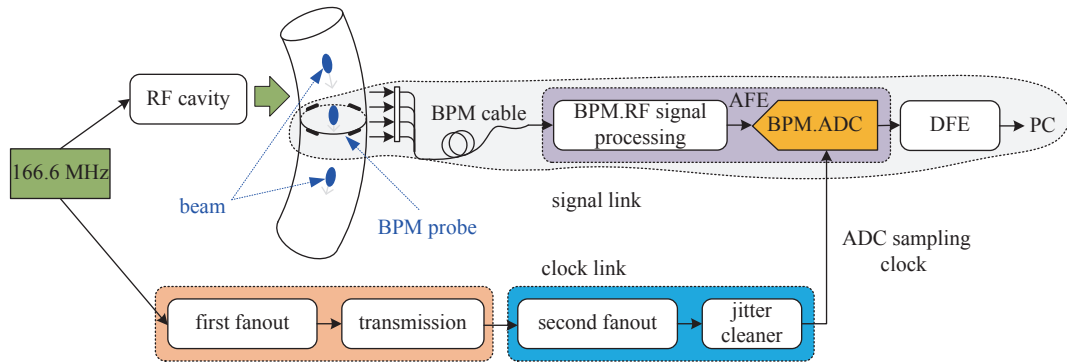 RF cavity
BPM cable
BPM.RF signal
processing
AFE
BPM.ADC
DFE
PC
166.6 MHz
beam
BPM probe
signal link
ADC sampling
clock
clock link
first fanout
transmission
second fanout
jitter
cleaner